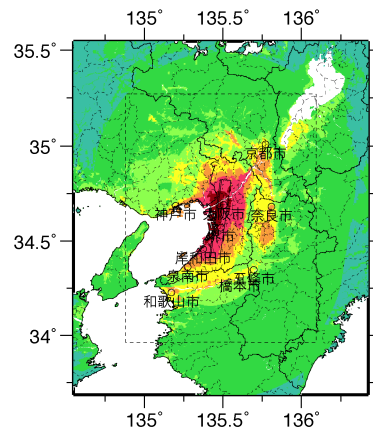 135° 135.5° 136°
35.5°
35°
京都市
神戸市 大阪市 奈良市
34.5°
堺市
岸和田市
泉南市 五條市
橋本市
和歌山市
34°
135° 135.5° 136°